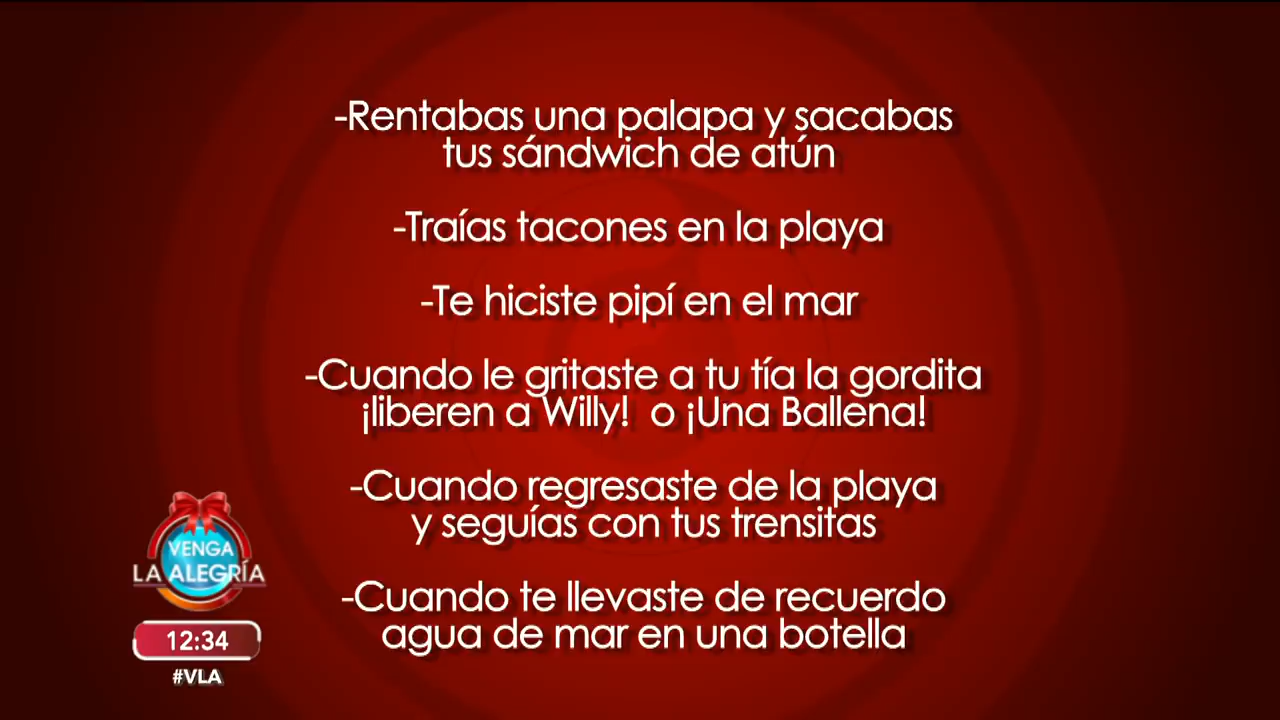 -Rentabas una palapa y sacabas
tus sándwich de atún
-Traías tacones en la playa
-Te hiciste pipí en el mar
-Cuando le gritaste a tu tía la gordita
¡liberen a Willy!  o ¡Una Ballena!
-Cuando regresaste de la playa
y seguías con tus trensitas
-Cuando te llevaste de recuerdo
agua de mar en una botella
VENGA
LA ALEGRÍA
12:34
#VLA